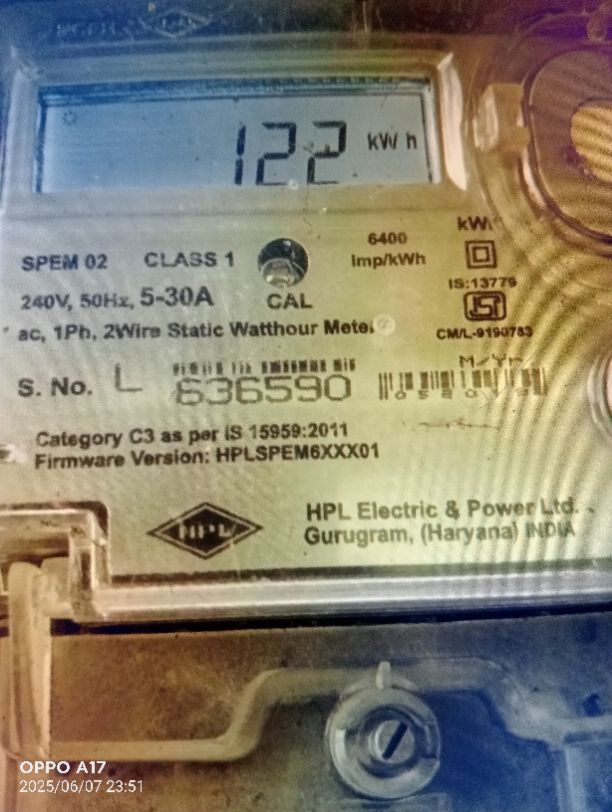 122 kWh
SPEM 02 CLASS 1
6400
Imp/kWh
240V, 50Hz, 5-30A
CAL
IS:13779
ac, 1Ph, 2Wire Static Watthour Meter
CM/L-9190783
S. No. L 636590
M/Yr
Category C3 as per IS 15959:2011
Firmware Version: HPLSPEM6XXX01
HPL
HPL Electric & Power Ltd.
Gurugram, (Haryana) INDIA
OPPO A17
2025/06/07 23:51